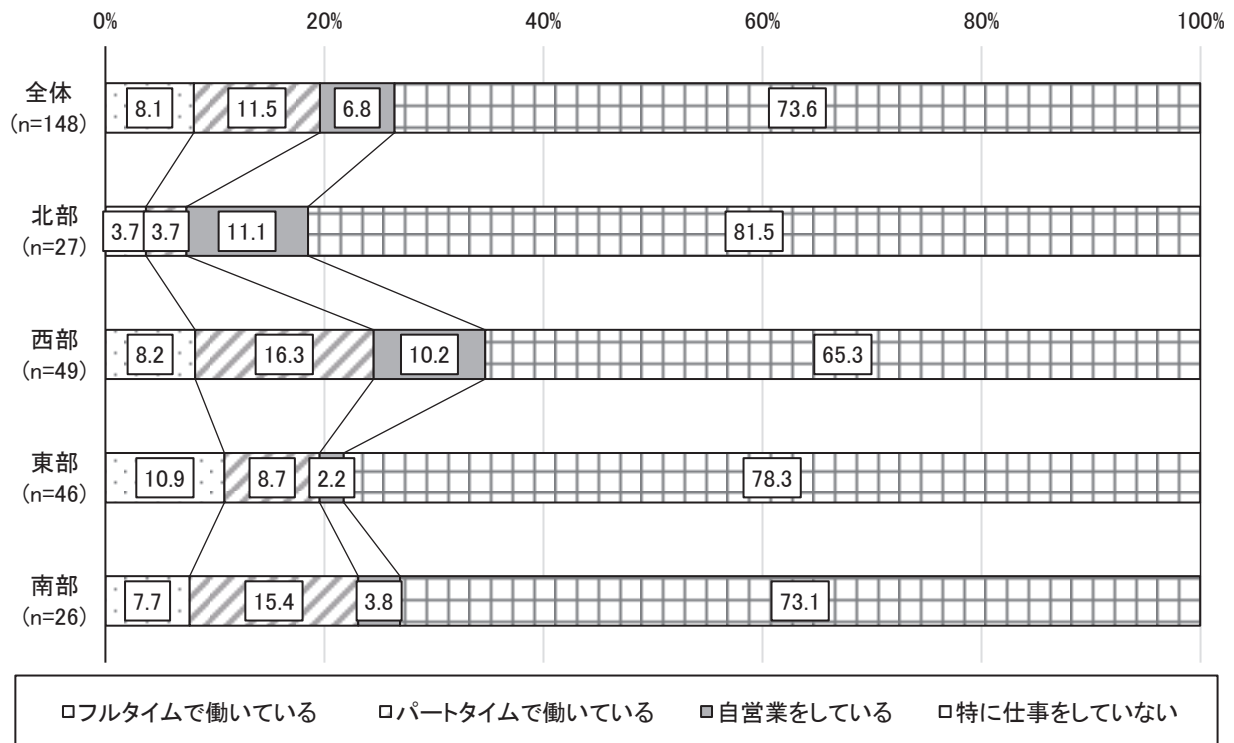 0% 20% 40% 60% 80% 100%
全体
(n=148)
8.1 11.5 6.8 73.6
北部
(n=27)
3.7 3.7 11.1 81.5
西部
(n=49)
8.2 16.3 10.2 65.3
東部
(n=46)
10.9 8.7 2.2 78.3
南部
(n=26)
7.7 15.4 3.8 73.1
フルタイムで働いている パートタイムで働いている 自営業をしている 特に仕事をしていない